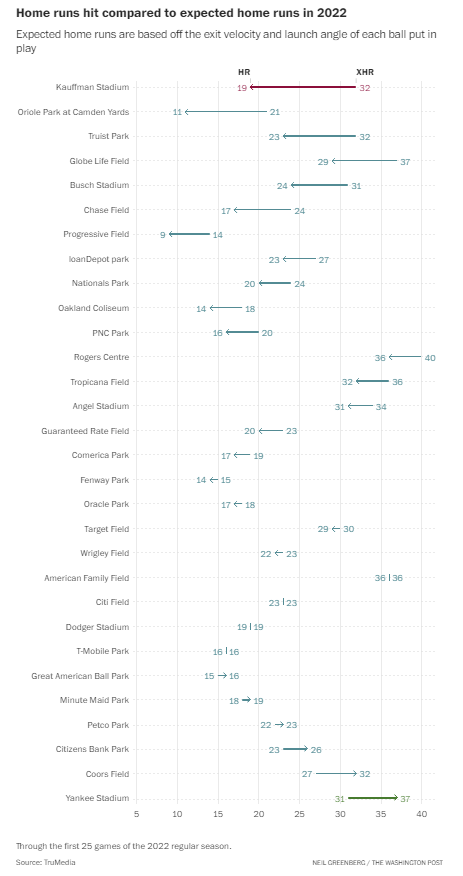 Home runs hit compared to expected home runs in 2022
Expected home runs are based off the exit velocity and launch angle of each ball put in
play
HR XHR
Kauffman Stadium 19 32
Oriole Park at Camden Yards 11 21
Truist Park 23 32
Globe Life Field 29 37
Busch Stadium 24 31
Chase Field 17 24
Progressive Field 9 14
loanDepot park 23 27
Nationals Park 20 24
Oakland Coliseum 14 18
PNC Park 16 20
Rogers Centre 36 40
Tropicana Field 32 36
Angel Stadium 31 34
Guaranteed Rate Field 20 23
Comerica Park 17 19
Fenway Park 14 15
Oracle Park 17 18
Target Field 29 30
Wrigley Field 22 23
American Family Field 36 36
Citi Field 23 23
Dodger Stadium 19 19
T-Mobile Park 16 16
Great American Ball Park 15 16
Minute Maid Park 18 19
Petco Park 22 23
Citizens Bank Park 23 26
Coors Field 27 32
Yankee Stadium 31 37
5 10 15 20 25 30 35 40
Through the first 25 games of the 2022 regular season.
Source: TruMedia NEIL GREENBERG / THE WASHINGTON POST